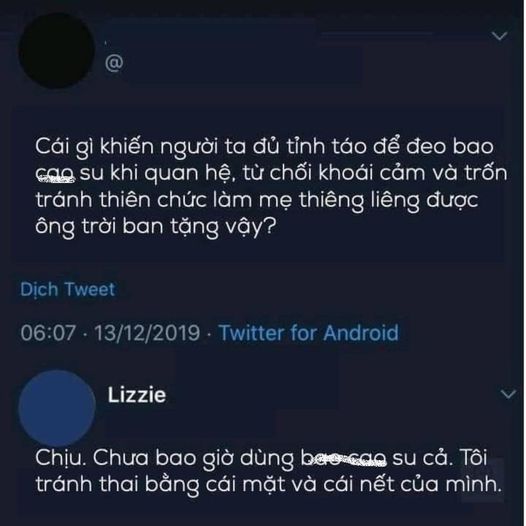 @
Cái gì khiến người ta đủ tỉnh táo để đeo bao
cao su khi quan hệ, từ chối khoái cảm và trốn
tránh thiên chức làm mẹ thiêng liêng được
ông trời ban tặng vậy?
Dịch Tweet
06:07 · 13/12/2019 · Twitter for Android
Lizzie
Chịu. Chưa bao giờ dùng bao cao su cả. Tôi
tránh thai bằng cái mặt và cái nết của mình.